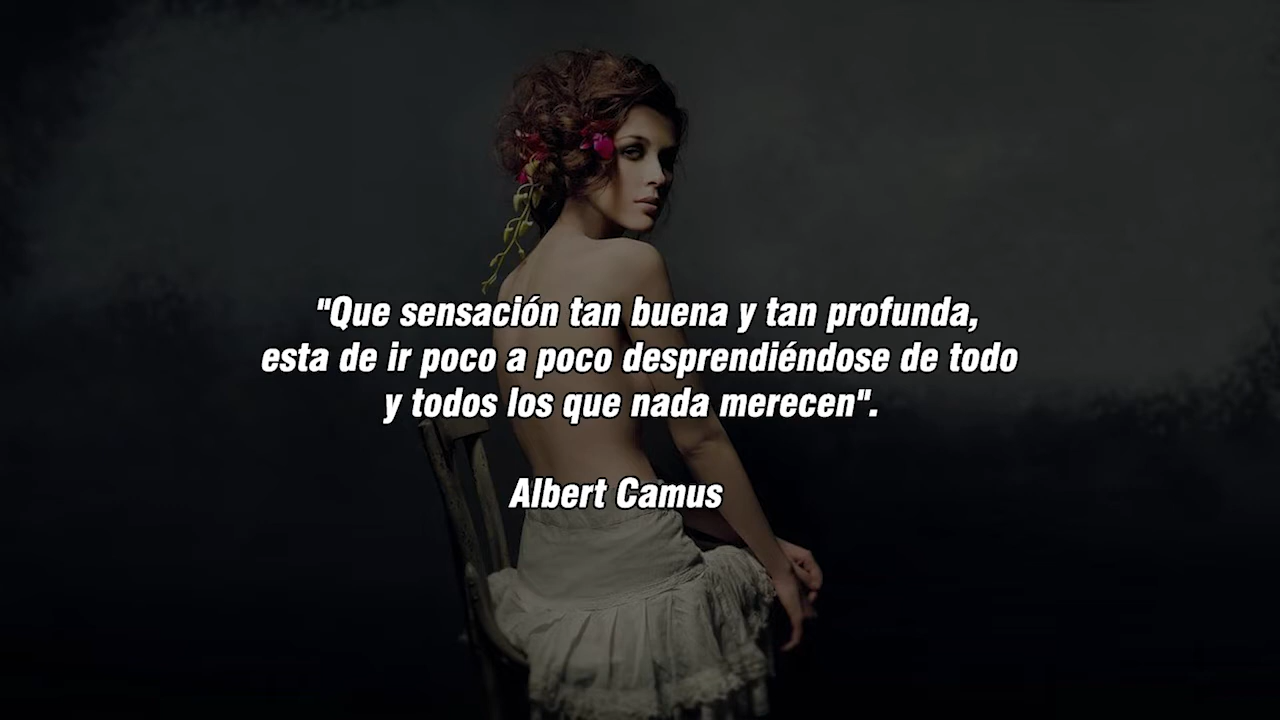 "Que sensación tan buena y tan profunda,
esta de ir poco a poco desprendiéndose de todo
y todos los que nada merecen".
Albert Camus